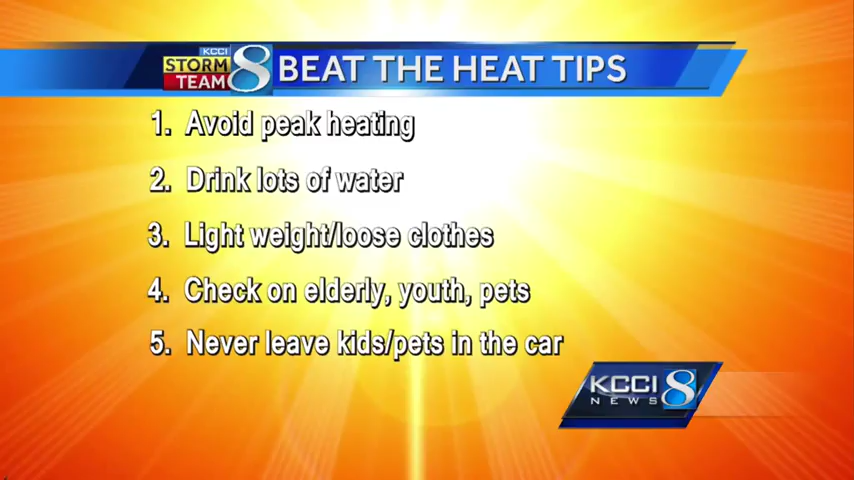 KCCI
STORM
TEAM 8
BEAT THE HEAT TIPS
1. Avoid peak heating
2. Drink lots of water
3. Light weight/loose clothes
4. Check on elderly, youth, pets
5. Never leave kids/pets in the car
KCCI 8
NEWS